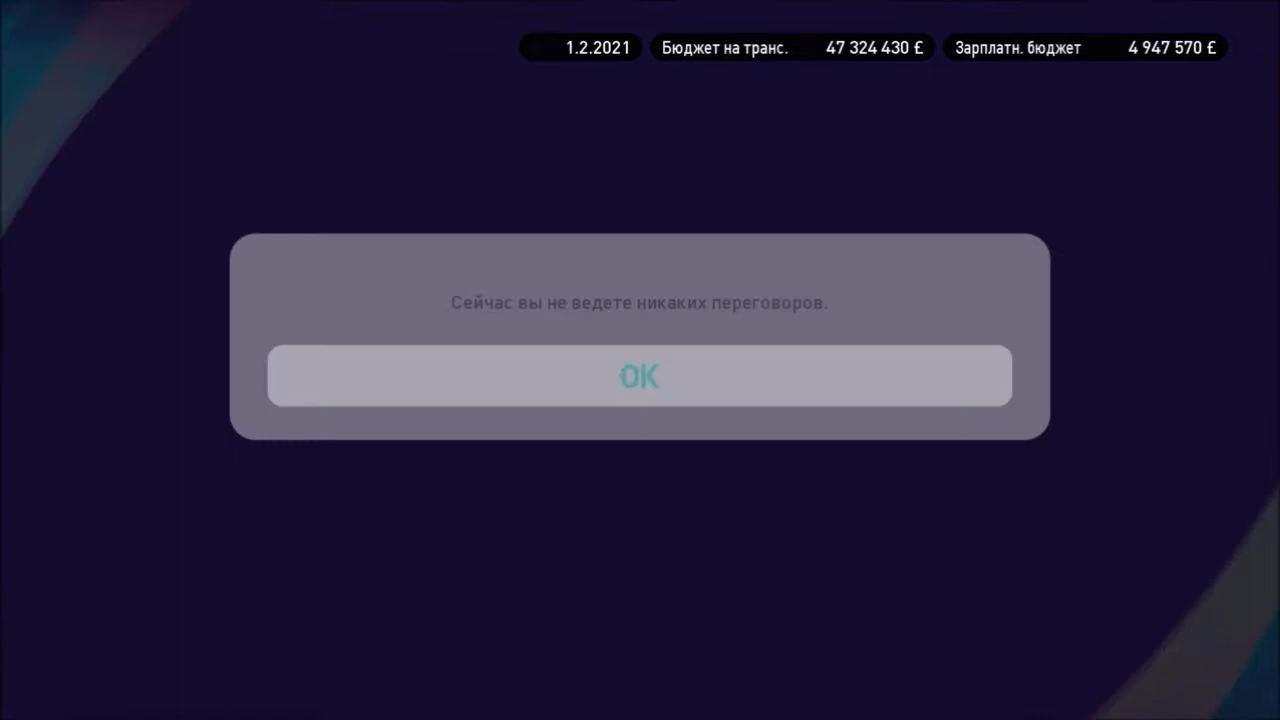 1.2.2021 Бюджет на транс. 47 324 430 £ Зарплатн. бюджет 4 947 570 £
Сейчас вы не ведете никаких переговоров.
OK